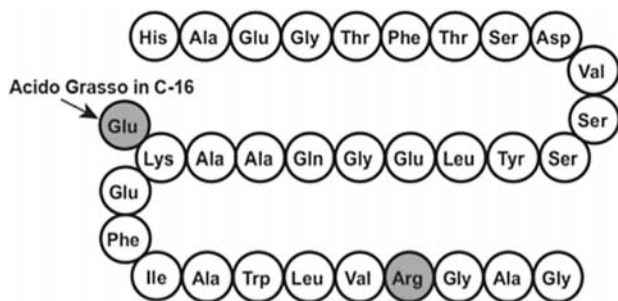 His Ala Glu Gly Thr Phe Thr Ser Asp
Val
Acido Grasso in C-16
Ser
Glu
Lys Ala Ala Gln Gly Glu Leu Tyr Ser
Glu
Phe
Ile Ala Trp Leu Val Arg Gly Ala Gly